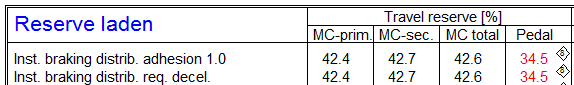 Reserve laden
Travel reserve [%]
MC-prim. MC-sec. MC total Pedal
Inst. braking distrib. adhesion 1.0 42.4 42.7 42.6 34.5
Inst. braking distrib. req. decel. 42.4 42.7 42.6 34.5